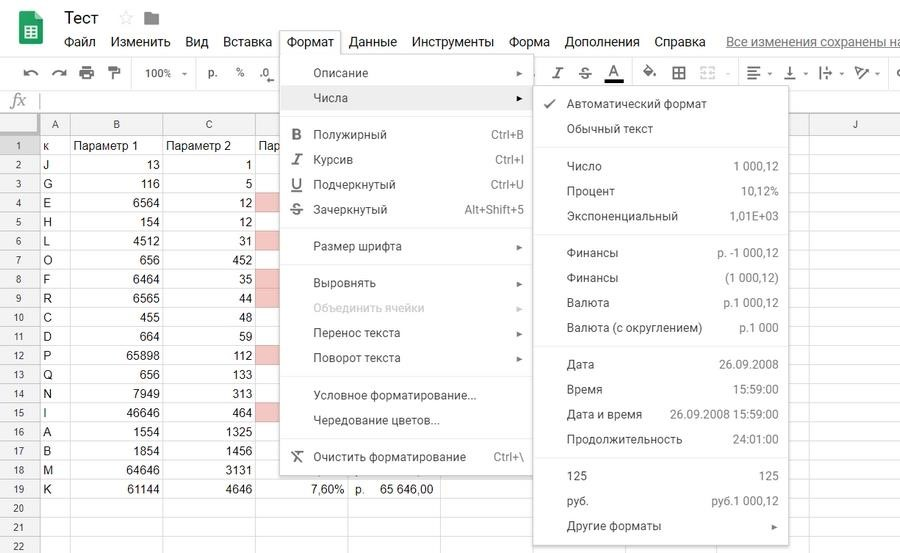 Тест
Файл Изменить Вид Вставка Формат Данные Инструменты Форма Дополнения Справка Все изменения сохранены на
100% р. % .0
fx
A B C J
1 к Параметр 1 Параметр 2 Пар
2 J 13 1
3 G 116 5
4 E 6564 12
5 H 154 12
6 L 4512 31
7 O 656 452
8 F 6464 35
9 R 6565 44
10 C 455 48
11 D 664 59
12 P 65898 112
13 Q 656 133
14 N 7949 313
15 I 46646 464
16 A 1554 1325
17 B 1854 1456
18 M 64646 3131
19 K 61144 4646 7,60% р. 65 646,00
20
21
22
Описание
Числа
B Полужирный Ctrl+B
I Курсив Ctrl+I
U Подчеркнутый Ctrl+U
S Зачеркнутый Alt+Shift+5
Размер шрифта
Выровнять
Объединить ячейки
Перенос текста
Поворот текста
Условное форматирование...
Чередование цветов...
Очистить форматирование Ctrl+\
Автоматический формат
Обычный текст
Число 1 000,12
Процент 10,12%
Экспоненциальный 1,01E+03
Финансы р. -1 000,12
Финансы (1 000,12)
Валюта р.1 000,12
Валюта (с округлением) р.1 000
Дата 26.09.2008
Время 15:59:00
Дата и время 26.09.2008 15:59:00
Продолжительность 24:01:00
125 125
руб. руб.1 000,12
Другие форматы